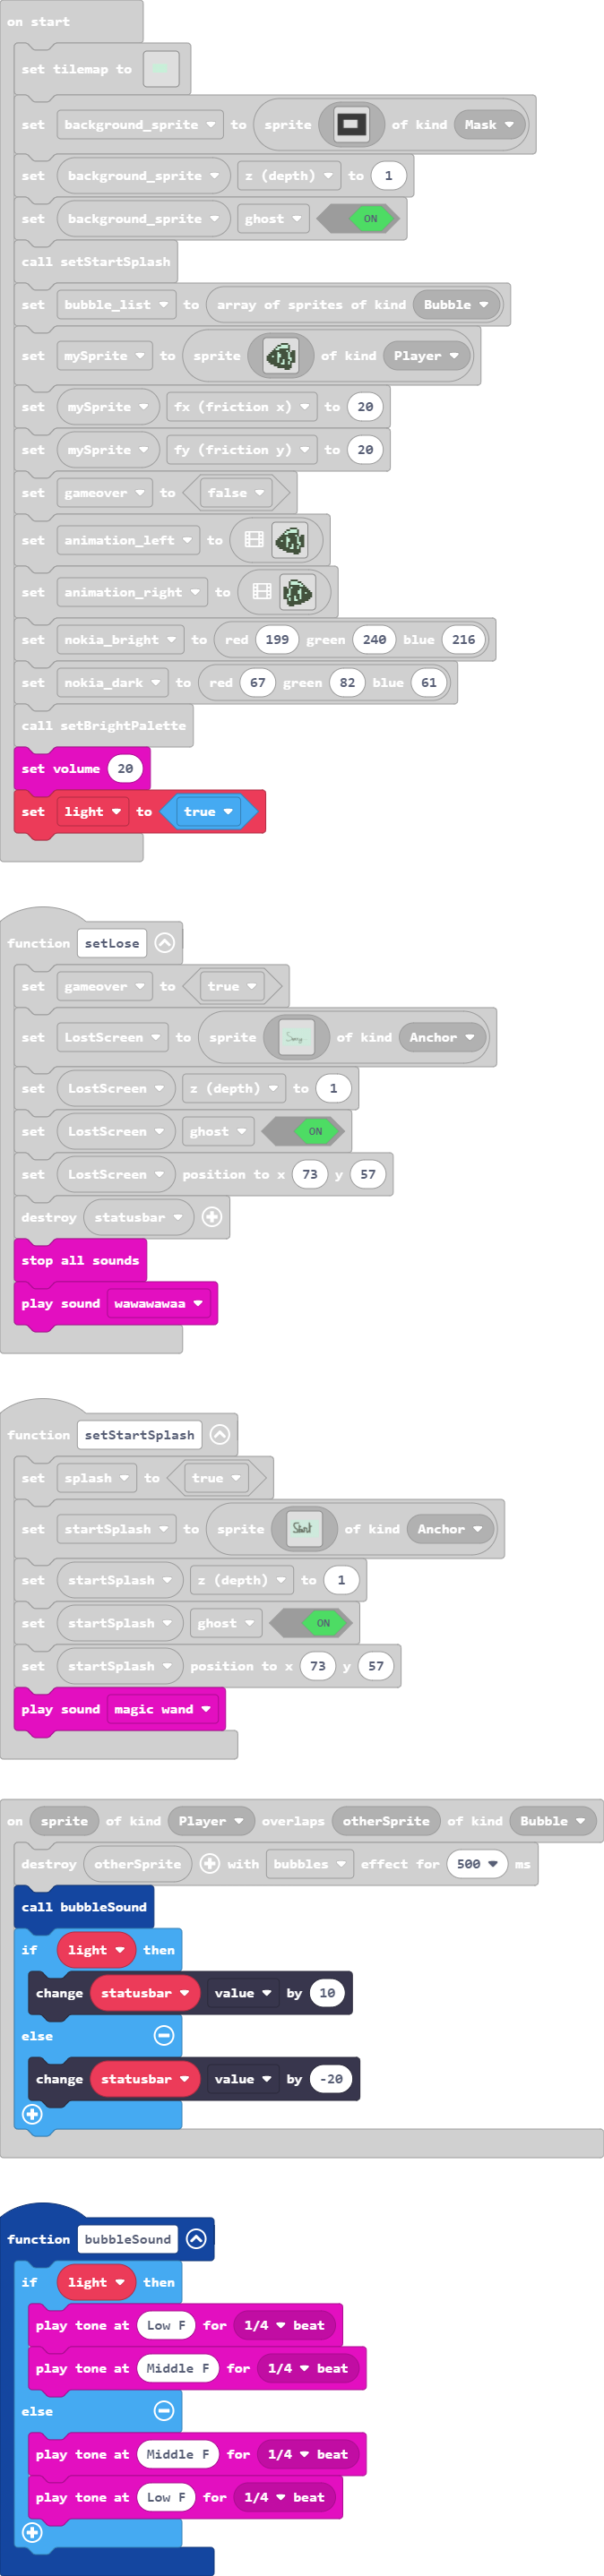 on start
set tilemap to
set background_sprite to sprite of kind Mask
set background_sprite z (depth) to 1
set background_sprite ghost ON
call setStartSplash
set bubble_list to array of sprites of kind Bubble
set mySprite to sprite of kind Player
set mySprite fx (friction x) to 20
set mySprite fy (friction y) to 20
set gameover to false
set animation_left to
set animation_right to
set nokia_bright to red 199 green 240 blue 216
set nokia_dark to red 67 green 82 blue 61
call setBrightPalette
set volume 20
set light to true
function setLose
set gameover to true
set LostScreen to sprite of kind Anchor
set LostScreen z (depth) to 1
set LostScreen ghost ON
set LostScreen position to x 73 y 57
destroy statusbar
stop all sounds
play sound wawawawaa
function setStartSplash
set splash to true
set startSplash to sprite Start of kind Anchor
set startSplash z (depth) to 1
set startSplash ghost ON
set startSplash position to x 73 y 57
play sound magic wand
on sprite of kind Player overlaps otherSprite of kind Bubble
destroy otherSprite with bubbles effect for 500 ms
call bubbleSound
if light then
change statusbar value by 10
else
change statusbar value by -20
function bubbleSound
if light then
play tone at Low F for 1/4 beat
play tone at Middle F for 1/4 beat
else
play tone at Middle F for 1/4 beat
play tone at Low F for 1/4 beat